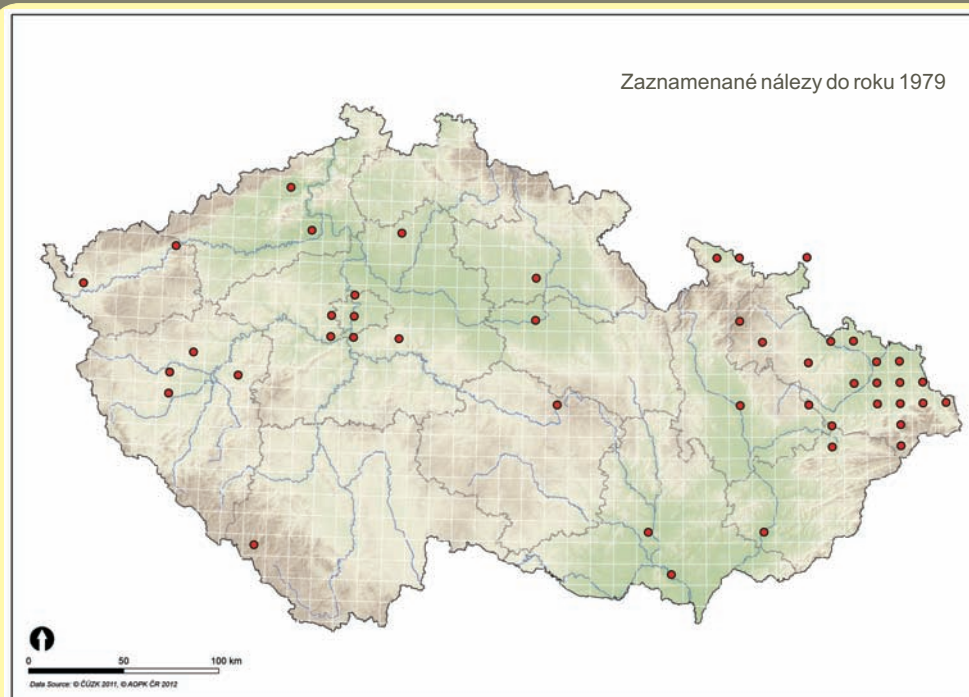 Zaznamenané nálezy do roku 1979
0 50 100 km
Data Source: © ČÚZK 2011, © AOPK ČR 2012